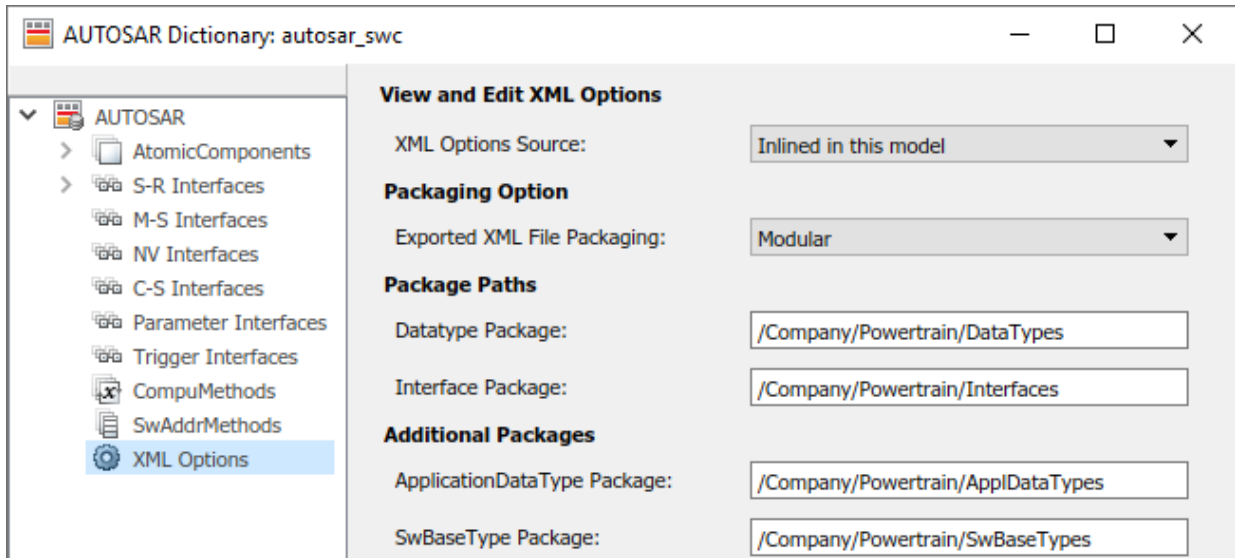 AUTOSAR Dictionary: autosar_swc
AUTOSAR
AtomicComponents
S-R Interfaces
M-S Interfaces
NV Interfaces
C-S Interfaces
Parameter Interfaces
Trigger Interfaces
CompuMethods
SwAddrMethods
XML Options
View and Edit XML Options
XML Options Source: Inlined in this model
Packaging Option
Exported XML File Packaging: Modular
Package Paths
Datatype Package: /Company/Powertrain/DataTypes
Interface Package: /Company/Powertrain/Interfaces
Additional Packages
ApplicationDataType Package: /Company/Powertrain/ApplDataTypes
SwBaseType Package: /Company/Powertrain/SwBaseTypes